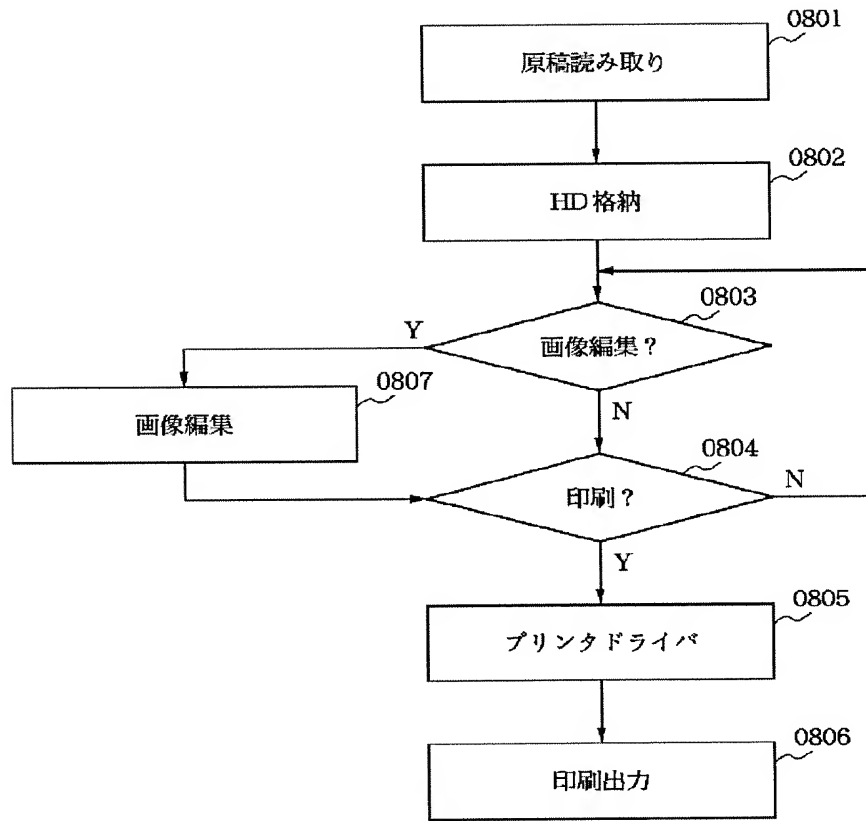 0801
原稿読み取り
0802
HD格納
0803
Y
画像編集?
0807
画像編集
N
0804
印刷?
N
Y
0805
プリンタドライバ
0806
印刷出力